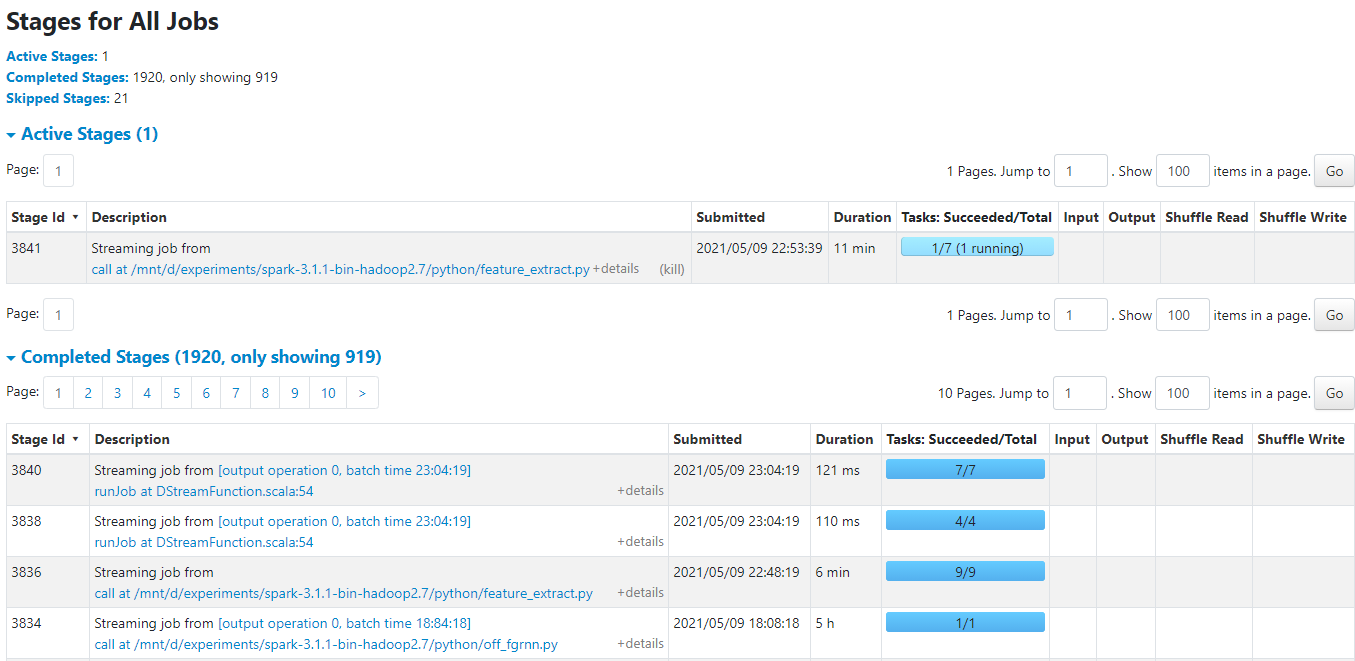 Stages for All Jobs
Active Stages: 1
Completed Stages: 1920, only showing 919
Skipped Stages: 21
Active Stages (1)
Page: 1 1 Pages. Jump to 1 . Show 100 items in a page. Go
Stage Id Description Submitted Duration Tasks: Succeeded/Total Input Output Shuffle Read Shuffle Write
3841 Streaming job from 2021/05/09 22:53:39 11 min 1/7 (1 running)
call at /mnt/d/experiments/spark-3.1.1-bin-hadoop2.7/python/feature_extract.py +details (kill)
Page: 1 1 Pages. Jump to 1 . Show 100 items in a page. Go
Completed Stages (1920, only showing 919)
Page: 1 2 3 4 5 6 7 8 9 10 > 10 Pages. Jump to 1 . Show 100 items in a page. Go
Stage Id Description Submitted Duration Tasks: Succeeded/Total Input Output Shuffle Read Shuffle Write
3840 Streaming job from [output operation 0, batch time 23:04:19] 2021/05/09 23:04:19 121 ms 7/7
runJob at DStreamFunction.scala:54 +details
3838 Streaming job from [output operation 0, batch time 23:04:19] 2021/05/09 23:04:19 110 ms 4/4
runJob at DStreamFunction.scala:54 +details
3836 Streaming job from 2021/05/09 22:48:19 6 min 9/9
call at /mnt/d/experiments/spark-3.1.1-bin-hadoop2.7/python/feature_extract.py +details
3834 Streaming job from [output operation 0, batch time 18:84:18] 2021/05/09 18:08:18 5 h 1/1
call at /mnt/d/experiments/spark-3.1.1-bin-hadoop2.7/python/off_fgrnn.py +details